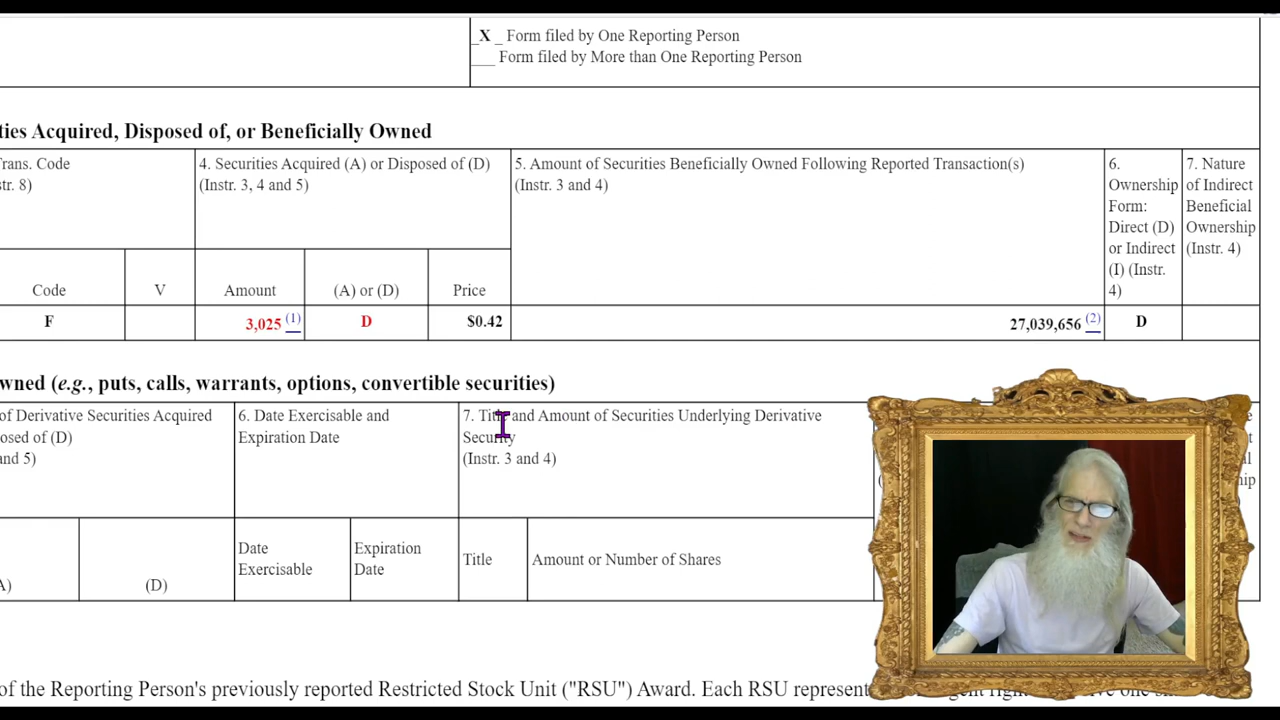 _X _ Form filed by One Reporting Person
___ Form filed by More than One Reporting Person
ties Acquired, Disposed of, or Beneficially Owned
Trans. Code
str. 8)
4. Securities Acquired (A) or Disposed of (D)
(Instr. 3, 4 and 5)
5. Amount of Securities Beneficially Owned Following Reported Transaction(s)
(Instr. 3 and 4)
6.
Ownership
Form:
Direct (D)
or Indirect
(I) (Instr.
4)
7. Nature
of Indirect
Beneficial
Ownership
(Instr. 4)
Code
V
Amount
(A) or (D)
Price
F
3,025 (1)
D
$0.42
27,039,656 (2)
D
wned (e.g., puts, calls, warrants, options, convertible securities)
of Derivative Securities Acquired
posed of (D)
and 5)
6. Date Exercisable and
Expiration Date
7. Title and Amount of Securities Underlying Derivative
Security
(Instr. 3 and 4)
A)
(D)
Date
Exercisable
Expiration
Date
Title
Amount or Number of Shares
of the Reporting Person's previously reported Restricted Stock Unit ("RSU") Award. Each RSU represent